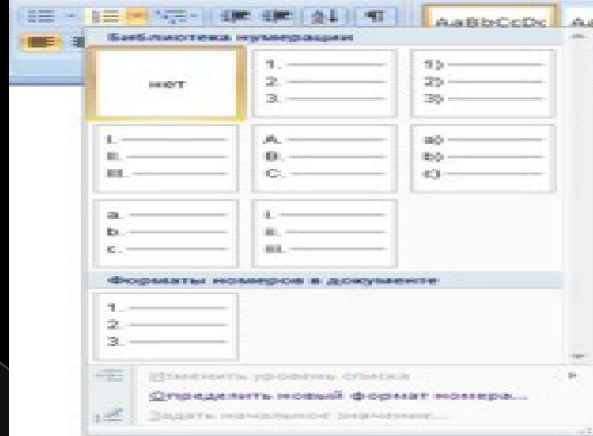 AaBbCcDc Аа
Библиотека нумерации
нет
1.
2.
3.
1)
2)
3)
I.
II.
III.
A.
B.
C.
a)
b)
c)
a.
b.
c.
i.
ii.
iii.
Форматы номеров в документе
1.
2.
3.
Изменить уровень списка
Определить новый формат номера...
Задать начальное значение...